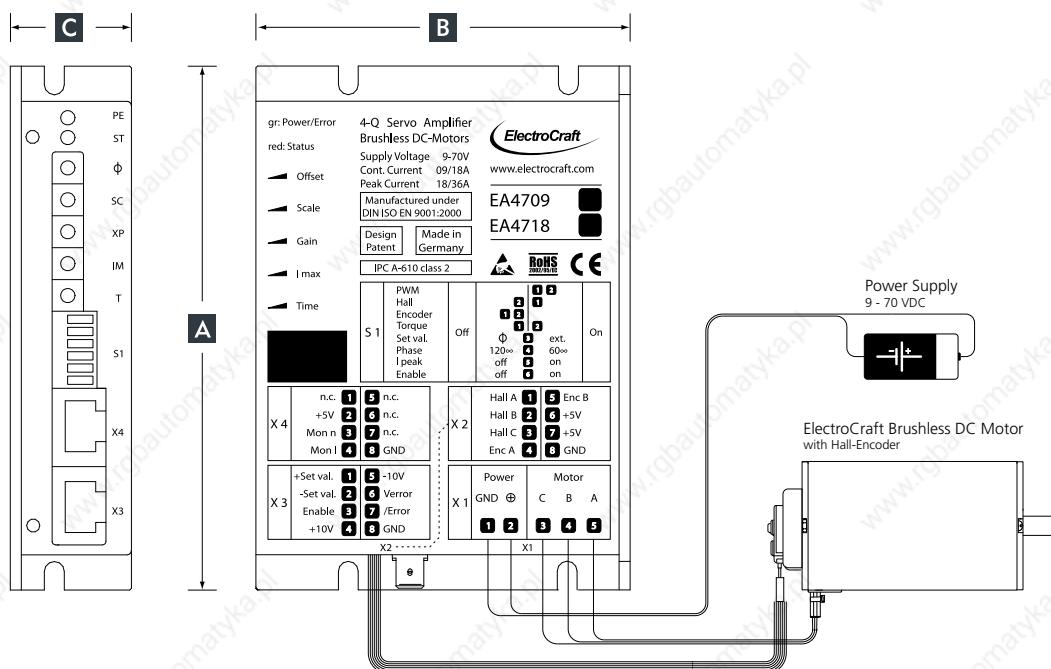 C
B
A
PE
ST
ϕ
SC
XP
IM
T
S1
X4
X3
gr: Power/Error
red: Status
Offset
Scale
Gain
I max
Time
4-Q Servo Amplifier
Brushless DC-Motors
Supply Voltage 9-70V
Cont. Current 09/18A
Peak Current 18/36A
Manufactured under
DIN ISO EN 9001:2000
Design
Patent
Made in
Germany
IPC A-610 class 2
ElectroCraft
www.electrocraft.com
EA4709
EA4718
RoHS
2002/95/EC
CE
S 1
PWM
Hall
Encoder
Torque
Set val.
Phase
I peak
Enable
Off
1 2
2 1
1 2
1 2
ϕ 3 ext.
120∞ 4 60∞
off 5 on
off 6 on
On
X 4
n.c. 1 5 n.c.
+5V 2 6 n.c.
Mon n 3 7 n.c.
Mon I 4 8 GND
X 2
Hall A 1 5 Enc B
Hall B 2 6 +5V
Hall C 3 7 +5V
Enc A 4 8 GND
X 3
+Set val. 1 5 -10V
-Set val. 2 6 Verror
Enable 3 7 /Error
+10V 4 8 GND
X 1
Power Motor
GND ⊕ C B A
1 2 3 4 5
X2
X1
Power Supply
9 - 70 VDC
- +
ElectroCraft Brushless DC Motor
with Hall-Encoder
www.rgbautomatyka.pl